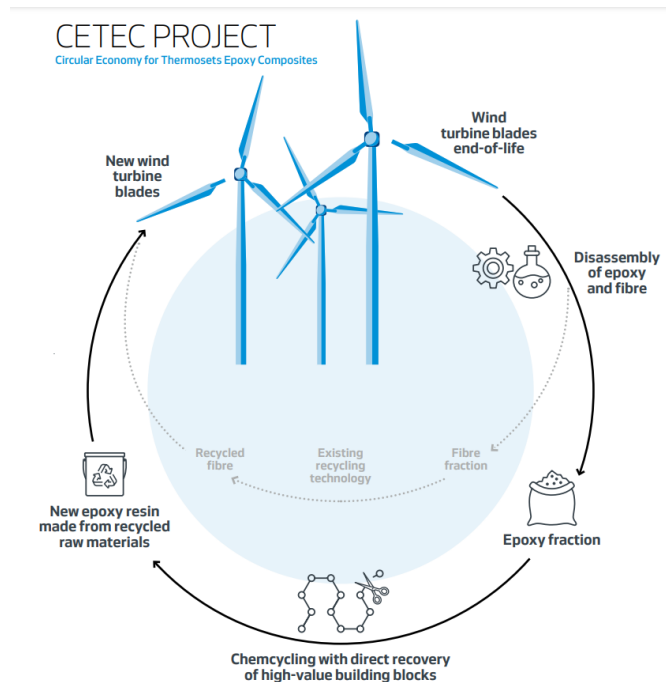 CETEC PROJECT
Circular Economy for Thermosets Epoxy Composites
Wind
turbine blades
end-of-life
New wind
turbine
blades
Disassembly
of epoxy
and fibre
Recycled
fibre
Existing
recycling
technology
Fibre
fraction
New epoxy resin
made from recycled
raw materials
Epoxy fraction
Chemcycling with direct recovery
of high-value building blocks